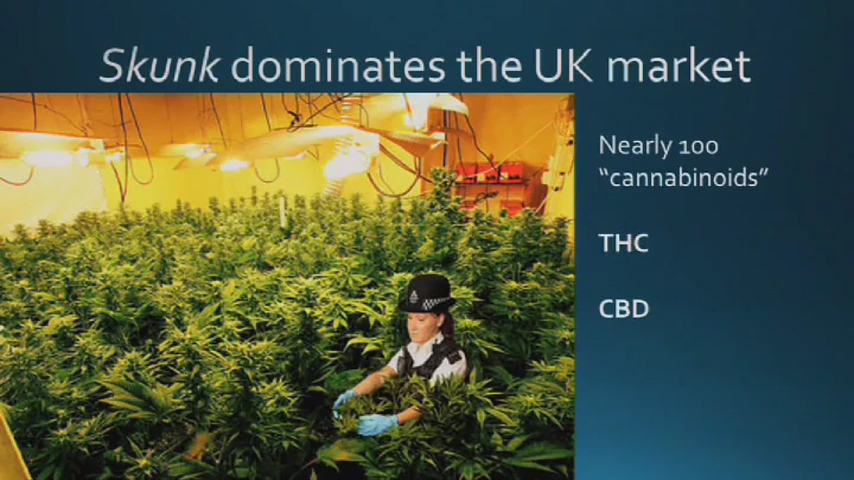 Skunk dominates the UK market
Nearly 100
“cannabinoids”
THC
CBD